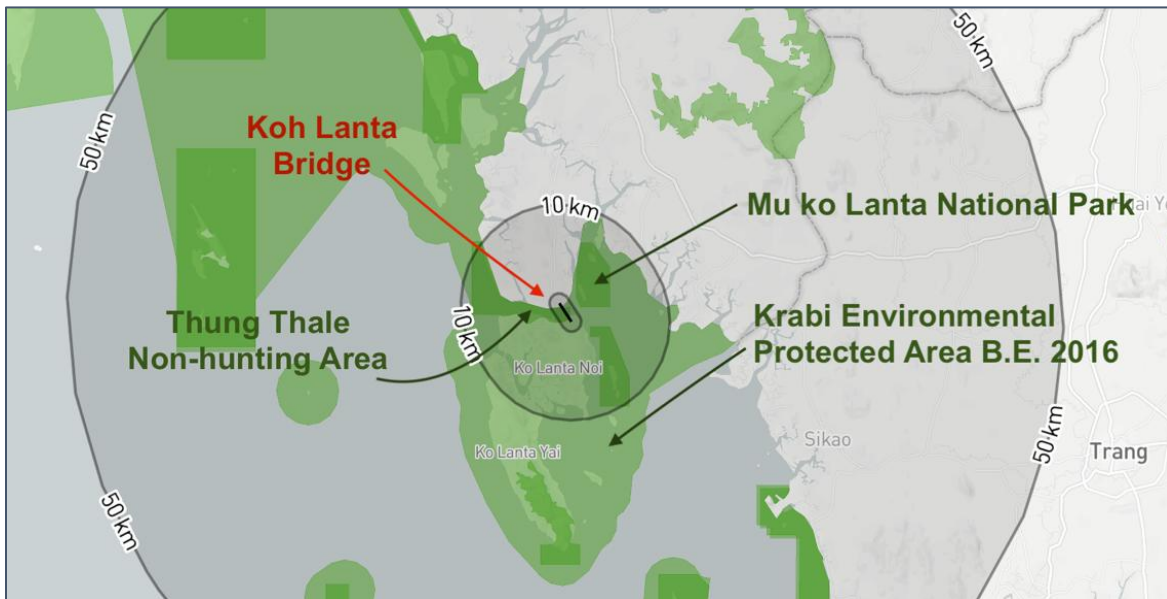 50 km
50 km
Koh Lanta
Bridge
10 km
Mu ko Lanta National Park
Thung Thale
Non-hunting Area
10 km
Krabi Environmental
Protected Area B.E. 2016
Ko Lanta Noi
Ko Lanta Yai
Sikao
Trang
50 km
50 km